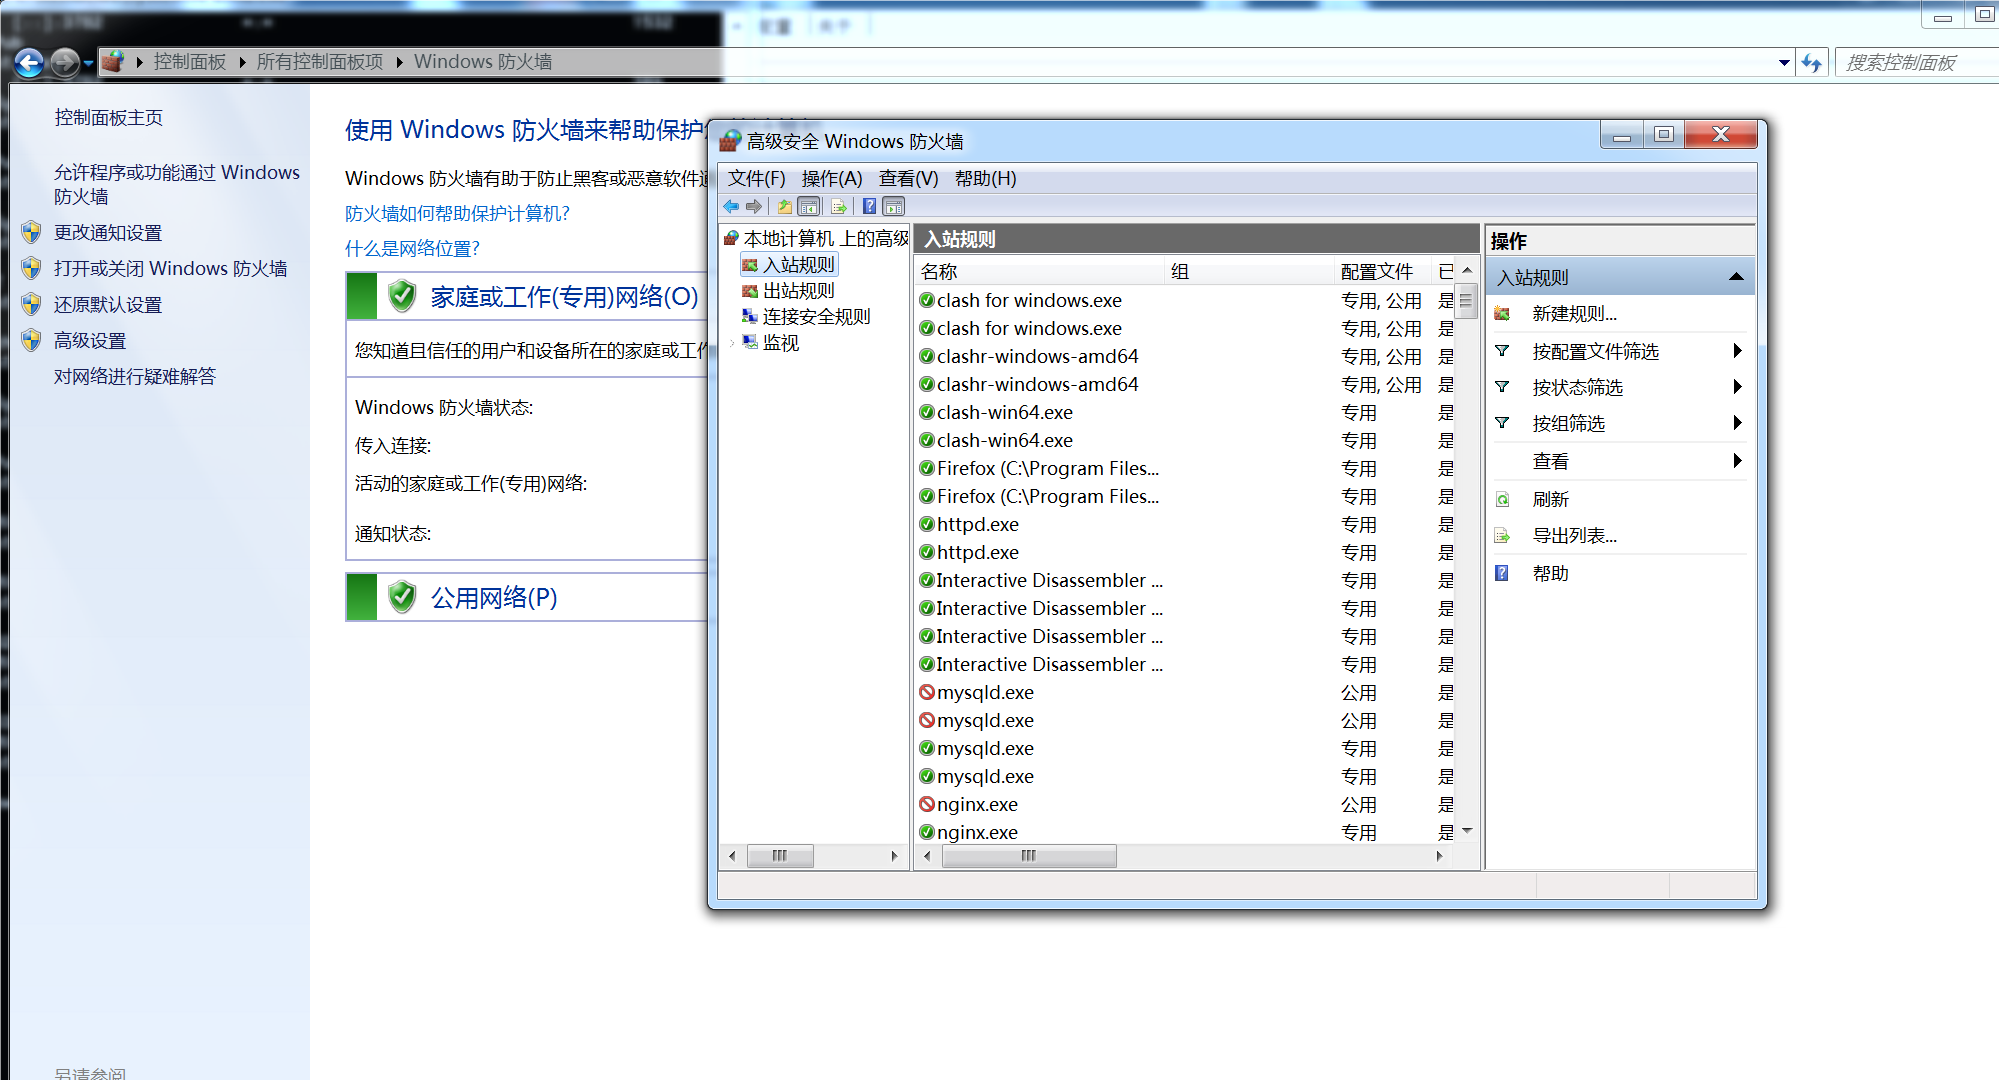 控制面板 所有控制面板项 Windows 防火墙
搜索控制面板
控制面板主页
允许程序或功能通过 Windows
防火墙
更改通知设置
打开或关闭 Windows 防火墙
还原默认设置
高级设置
对网络进行疑难解答
另请参阅
使用 Windows 防火墙来帮助保护
Windows 防火墙有助于防止黑客或恶意软件
防火墙如何帮助保护计算机?
什么是网络位置?
家庭或工作(专用)网络(O)
您知道且信任的用户和设备所在的家庭或工作
Windows 防火墙状态:
传入连接:
活动的家庭或工作(专用)网络:
通知状态:
公用网络(P)
高级安全 Windows 防火墙
文件(F) 操作(A) 查看(V) 帮助(H)
本地计算机 上的高级
入站规则
出站规则
连接安全规则
监视
入站规则
名称 组 配置文件 已
clash for windows.exe 专用, 公用 是
clash for windows.exe 专用, 公用 是
clashr-windows-amd64 专用, 公用 是
clashr-windows-amd64 专用, 公用 是
clash-win64.exe 专用 是
clash-win64.exe 专用 是
Firefox (C:\Program Files... 专用 是
Firefox (C:\Program Files... 专用 是
httpd.exe 专用 是
httpd.exe 专用 是
Interactive Disassembler ... 专用 是
Interactive Disassembler ... 专用 是
Interactive Disassembler ... 专用 是
Interactive Disassembler ... 专用 是
mysqld.exe 公用 是
mysqld.exe 公用 是
mysqld.exe 专用 是
mysqld.exe 专用 是
nginx.exe 公用 是
nginx.exe 专用 是
操作
入站规则
新建规则...
按配置文件筛选
按状态筛选
按组筛选
查看
刷新
导出列表...
帮助